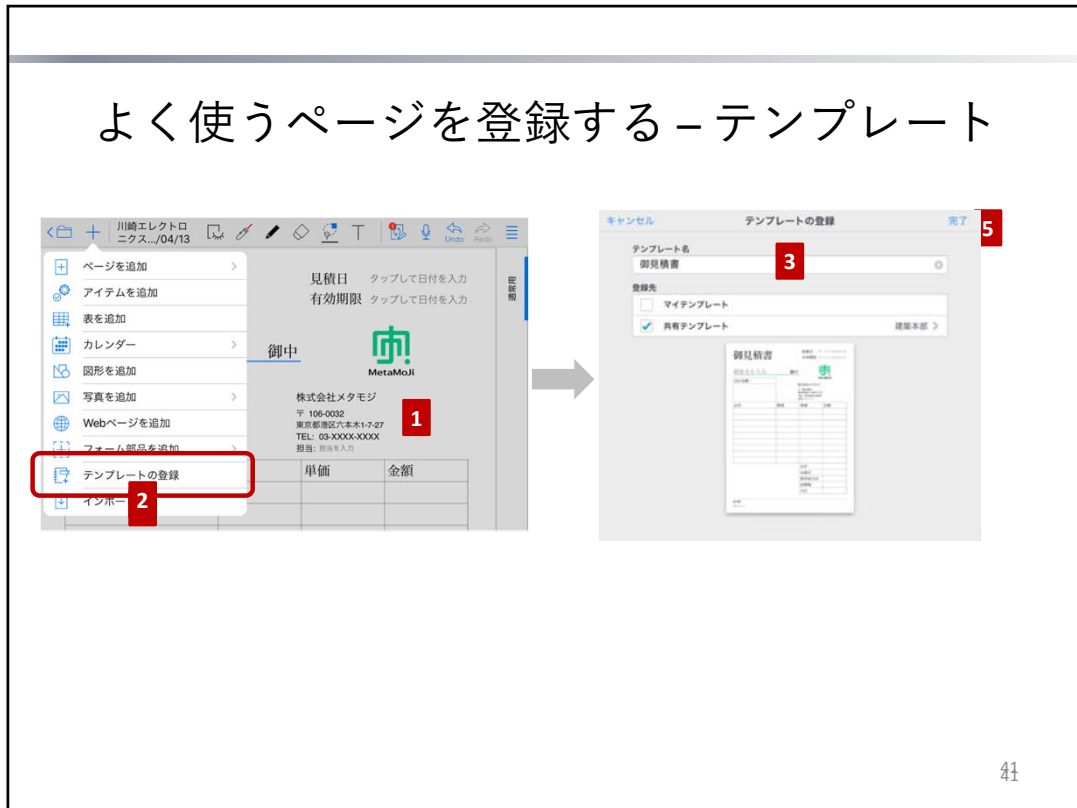 よく使うページを登録する – テンプレート
川崎エレクトロ
ニクス.../04/13
T
Undo
Redo
ページを追加
アイテムを追加
表を追加
カレンダー
図形を追加
写真を追加
Webページを追加
フォーム部品を追加
テンプレートの登録
インポー
2
見積日 タップして日付を入力
有効期限 タップして日付を入力
御中
MetaMoJi
株式会社メタモジ
〒 106-0032
東京都港区六本木1-7-27
TEL: 03-XXXX-XXXX
担当: 担当を入力
1
単価 金額
キャンセル テンプレートの登録 完了
5
テンプレート名
御見積書
3
登録先
マイテンプレート
共有テンプレート 建築本部
御見積書
御中
41
41